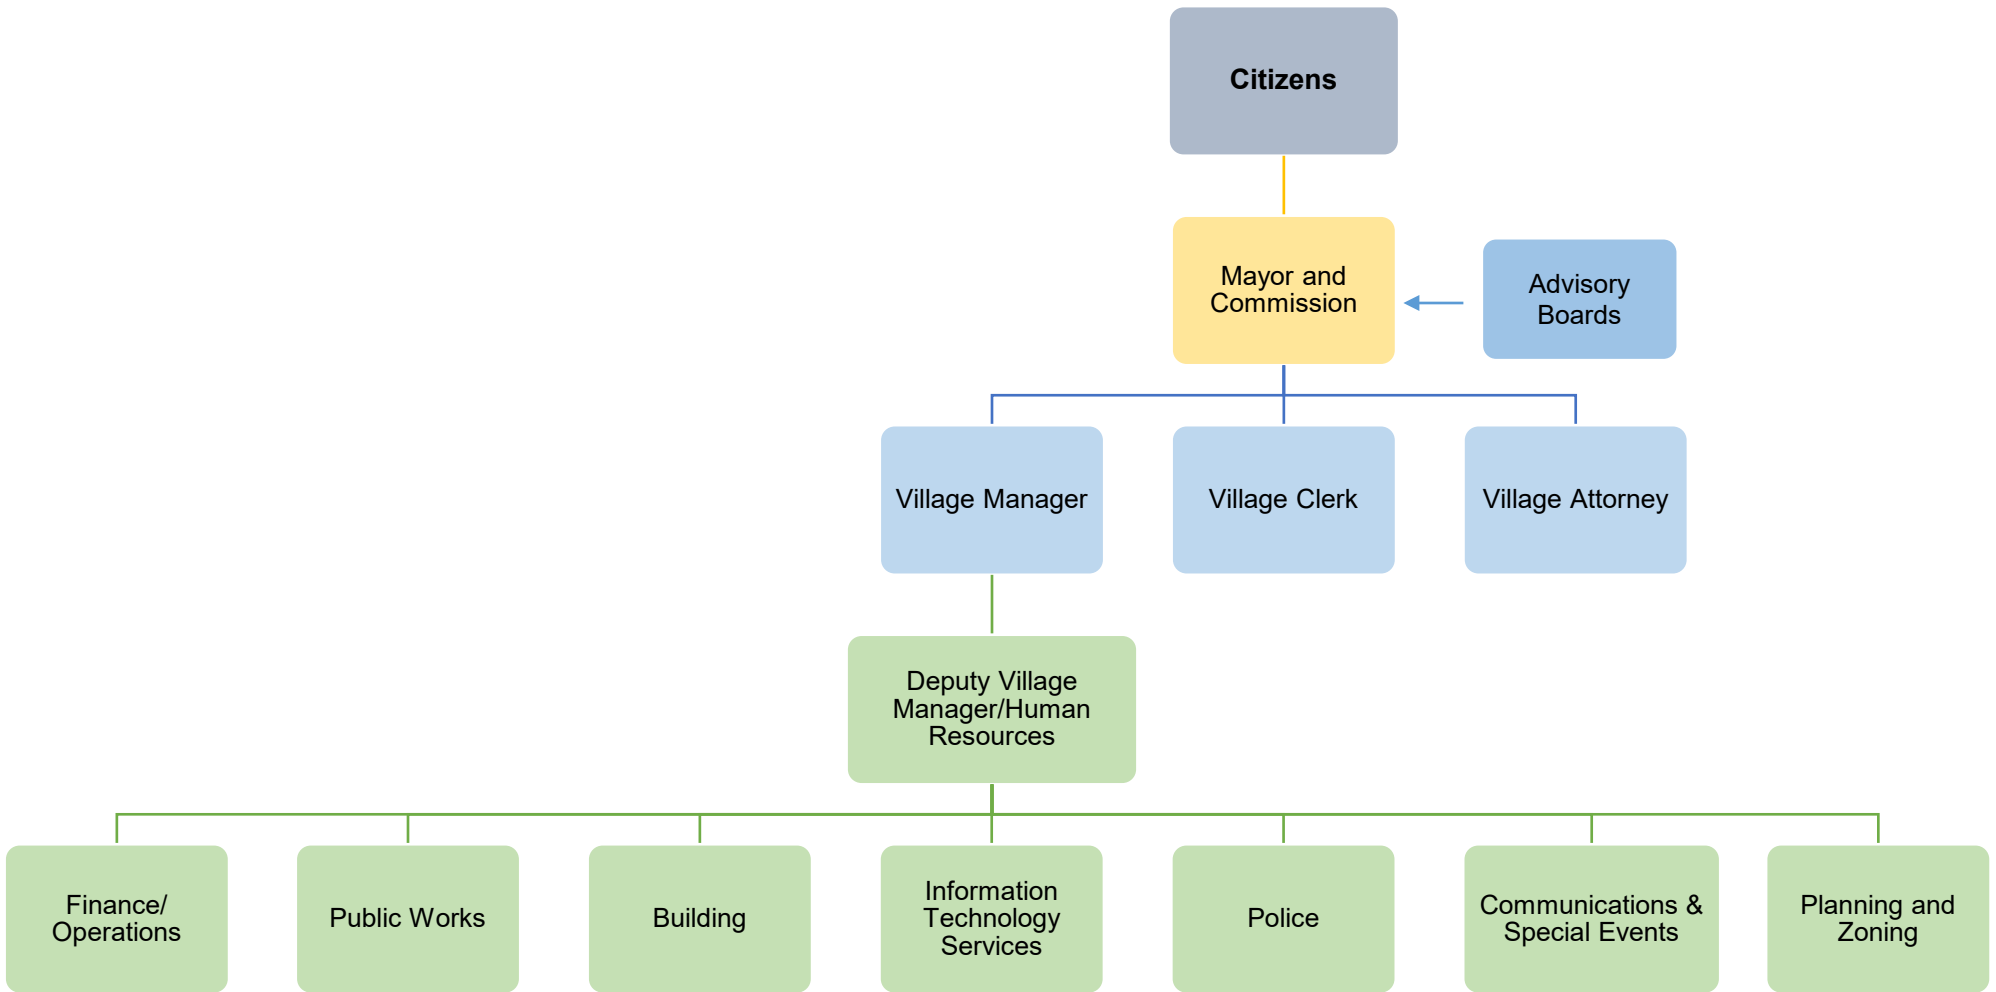 Citizens
Mayor and
Commission
Advisory
Boards
Village Manager
Village Clerk
Village Attorney
Deputy Village
Manager/Human
Resources
Finance/
Operations
Public Works
Building
Information
Technology
Services
Police
Communications &
Special Events
Planning and
Zoning